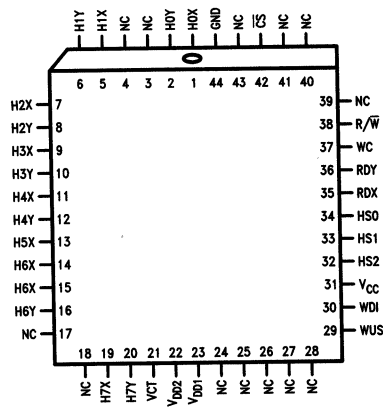 H1Y H1X NC NC H0Y H0X GND NC C̅S̅ NC NC
6 5 4 3 2 1 44 43 42 41 40
H2X 7
H2Y 8
H3X 9
H3Y 10
H4X 11
H4Y 12
H5X 13
H6X 14
H6X 15
H6Y 16
NC 17
39 NC
38 R/W̅
37 WC
36 RDY
35 RDX
34 HS0
33 HS1
32 HS2
31 VCC
30 WDI
29 WUS
18 19 20 21 22 23 24 25 26 27 28
NC H7X H7Y VCT VDD2 VDD1 NC NC NC NC NC